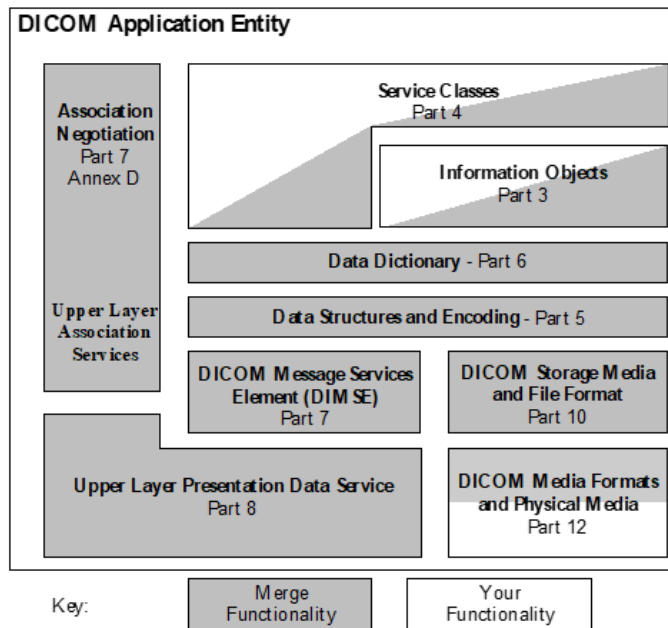 DICOM Application Entity
Association
Negotiation
Part 7
Annex D
Upper Layer
Association
Services
Service Classes
Part 4
Information Objects
Part 3
Data Dictionary - Part 6
Data Structures and Encoding - Part 5
DICOM Message Services
Element (DIMSE)
Part 7
DICOM Storage Media
and File Format
Part 10
Upper Layer Presentation Data Service
Part 8
DICOM Media Formats
and Physical Media
Part 12
Key:
Merge
Functionality
Your
Functionality